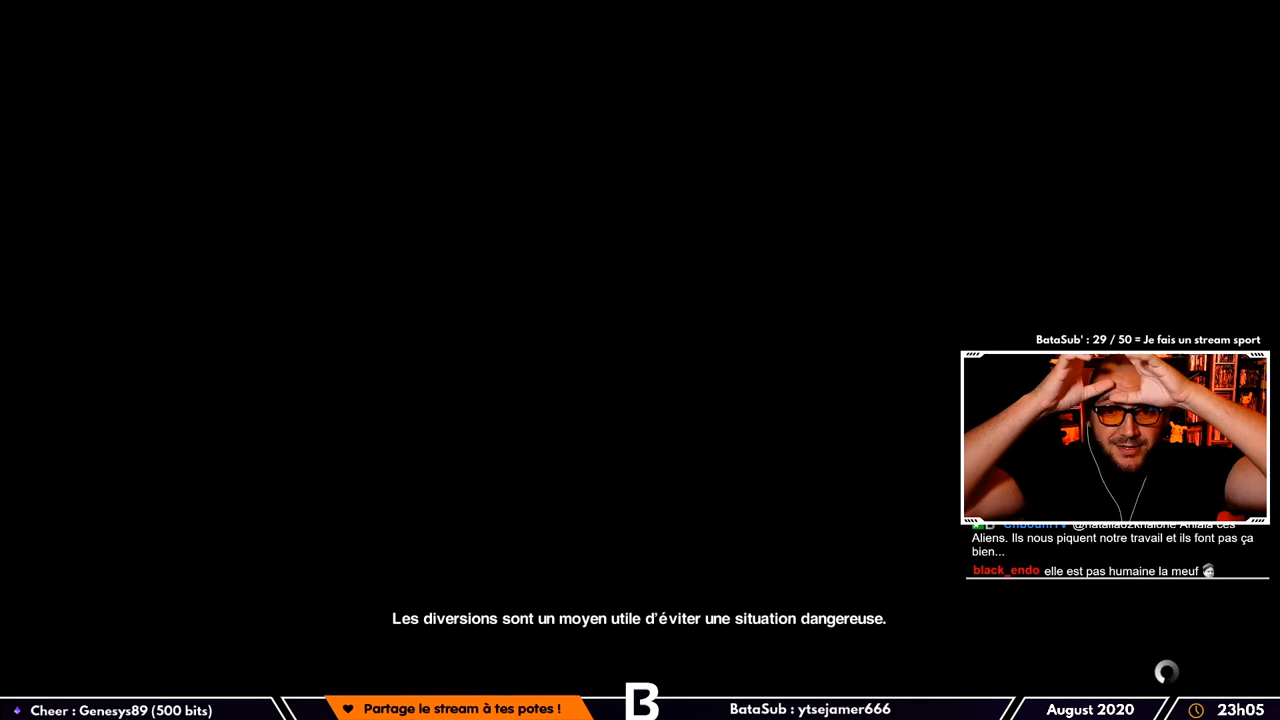 BataSub' : 29 / 50 = Je fais un stream sport
Aliens. Ils nous piquent notre travail et ils font pas ça
bien...
black_endo elle est pas humaine la meuf
Les diversions sont un moyen utile d'éviter une situation dangereuse.
Cheer : Genesys89 (500 bits)
Partage le stream à tes potes !
B
BataSub : ytsejamer666
August 2020
23h05